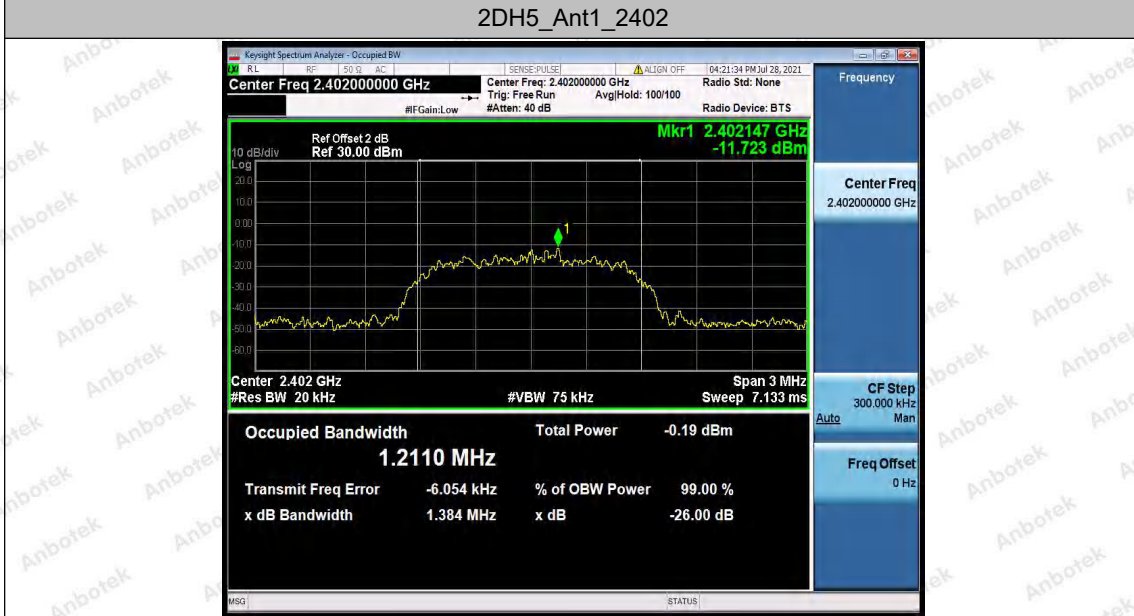 2DH5_Ant1_2402
Keysight Spectrum Analyzer - Occupied BW
RL RF 50 Ω AC SENSE:PULSE ALIGN OFF 04:21:34 PM Jul 28, 2021
Center Freq 2.402000000 GHz
Center Freq: 2.402000000 GHz
Radio Std: None
Trig: Free Run Avg|Hold: 100/100
#IFGain:Low
#Atten: 40 dB
Radio Device: BTS
Frequency
Mkr1 2.402147 GHz
-11.723 dBm
Ref Offset 2 dB
10 dB/div Ref 30.00 dBm
Log
20.0
10.0
0.00
-10.0
-20.0
-30.0
-40.0
-50.0
-60.0
1
Center 2.402 GHz
Span 3 MHz
#Res BW 20 kHz
#VBW 75 kHz
Sweep 7.133 ms
Occupied Bandwidth
1.2110 MHz
Total Power -0.19 dBm
Transmit Freq Error -6.054 kHz
% of OBW Power 99.00 %
x dB Bandwidth 1.384 MHz
x dB -26.00 dB
Center Freq
2.402000000 GHz
CF Step
300.000 kHz
Auto Man
Freq Offset
0 Hz
MSG STATUS
Anbotek